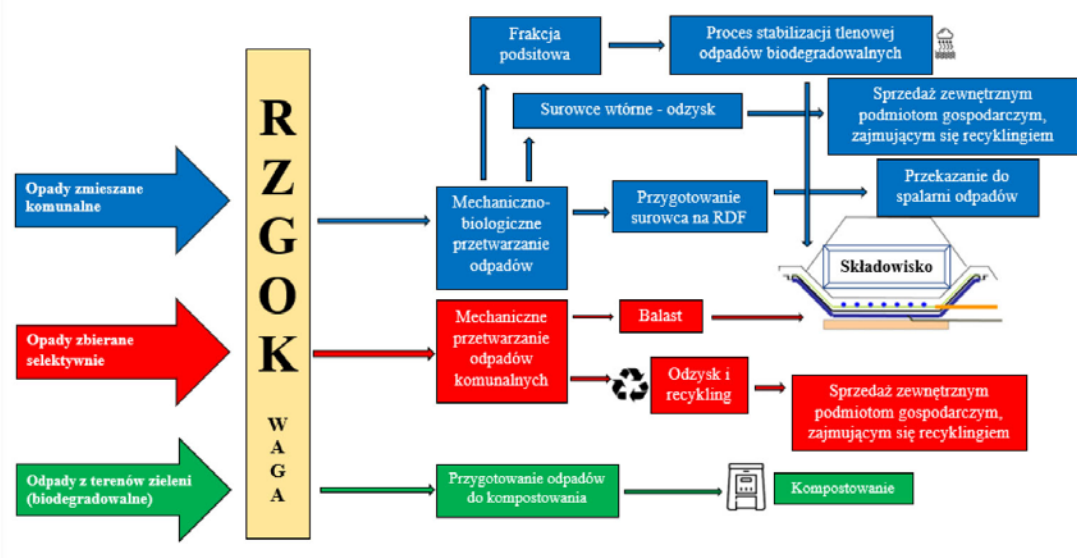 Frakcja
podsitowa
Proces stabilizacji tlenowej
odpadów biodegradowalnych
Surowce wtórne - odzysk
Sprzedaż zewnętrznym
podmiotom gospodarczym,
zajmującym się recyklingiem
Opady zmieszane
komunalne
Mechaniczno-
biologiczne
przetwarzanie
odpadów
Przygotowanie
surowca na RDF
Przekazanie do
spalarni odpadów
Składowisko
R
Z
G
O
K
W
A
G
A
Opady zbierane
selektywnie
Mechaniczne
przetwarzanie
odpadów
komunalnych
Balast
Odzysk i
recykling
Sprzedaż zewnętrznym
podmiotom gospodarczym,
zajmującym się recyklingiem
Odpady z terenów zieleni
(biodegradowalne)
Przygotowanie odpadów
do kompostowania
Kompostowanie